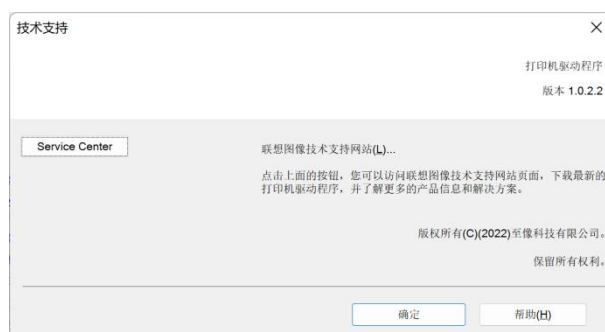 技术支持
打印机驱动程序
版本 1.0.2.2
Service Center
联想图像技术支持网站(L)...
点击上面的按钮，您可以访问联想图像技术支持网站页面，下载最新的
打印机驱动程序，并了解更多的产品信息和解决方案。
版权所有(C)(2022)至像科技有限公司。
保留所有权利。
确定
帮助(H)